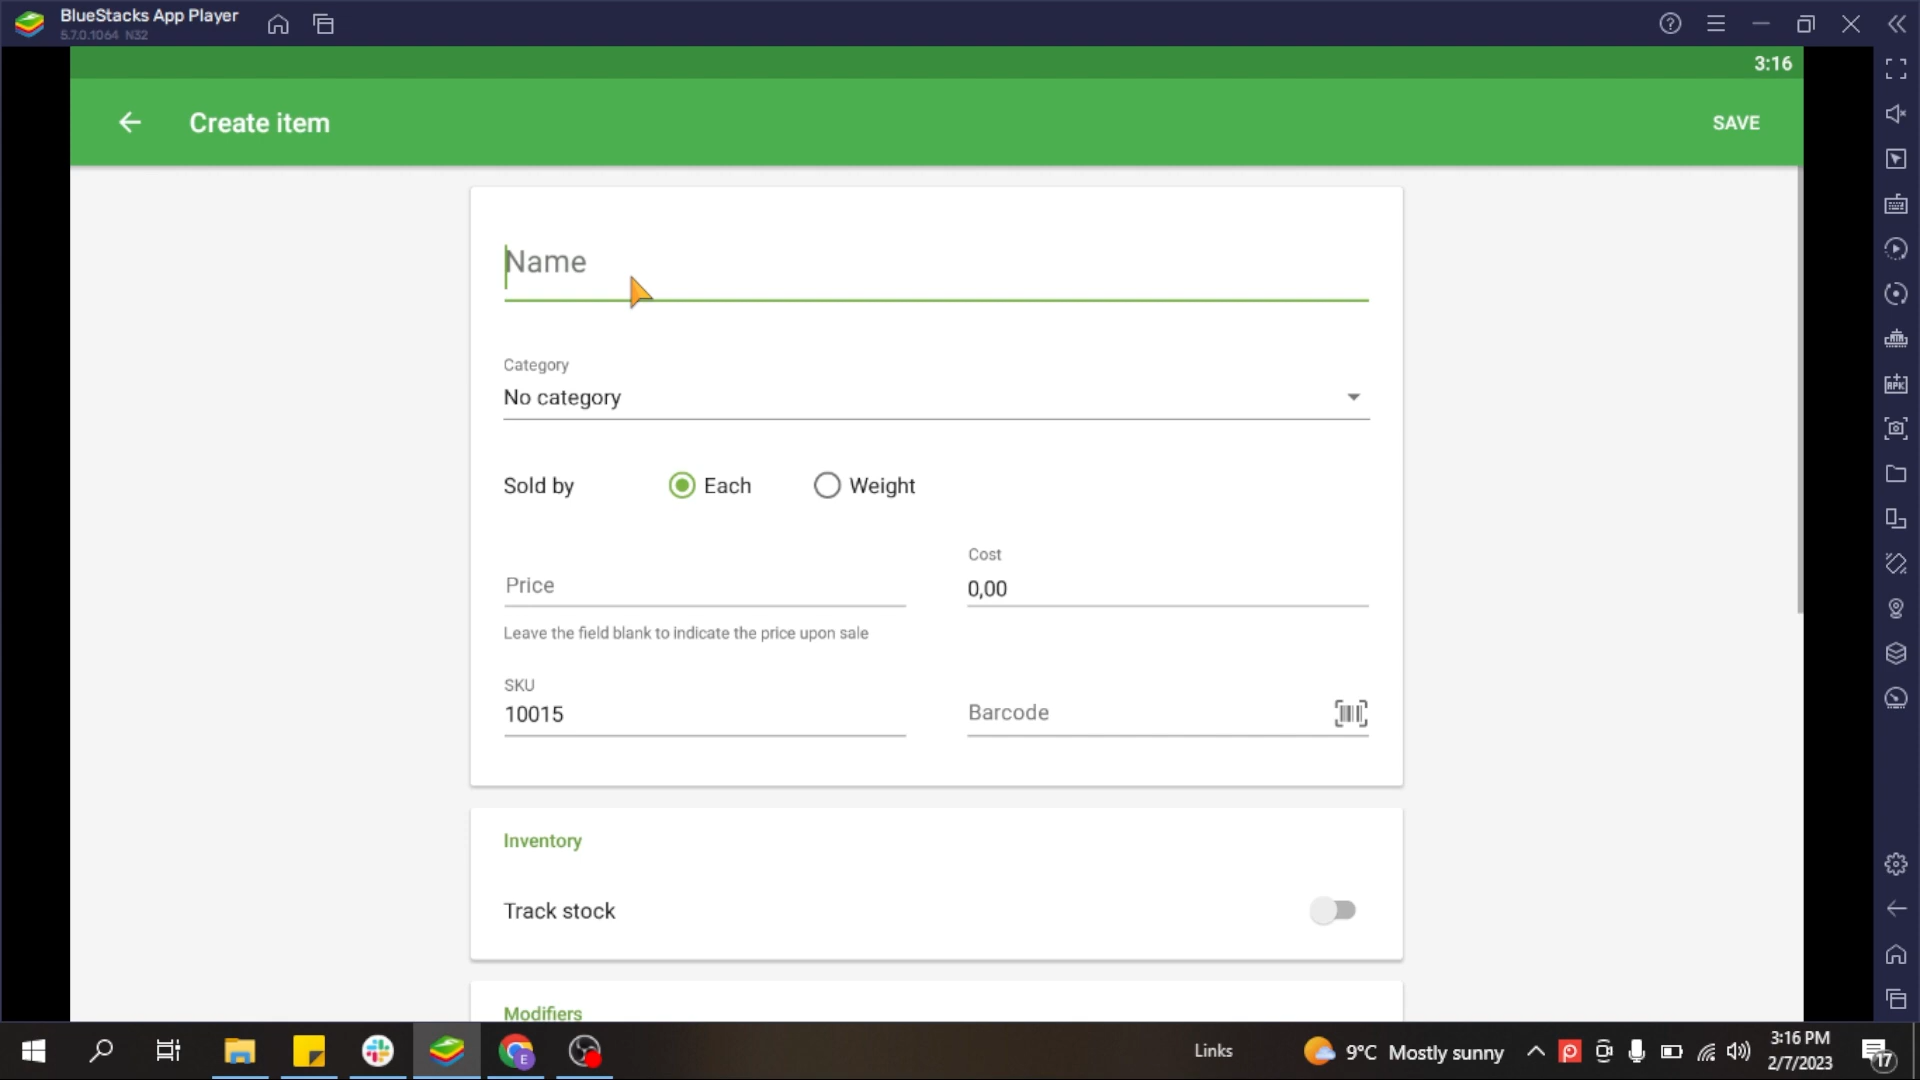 BlueStacks App Player
5.7.0.1064 N32
3:16
Create item
SAVE
Name
Category
No category
Sold by
Each
Weight
Price
Cost
0,00
Leave the field blank to indicate the price upon sale
SKU
10015
Barcode
Inventory
Track stock
Modifiers
Links
9°C Mostly sunny
3:16 PM
2/7/2023
17